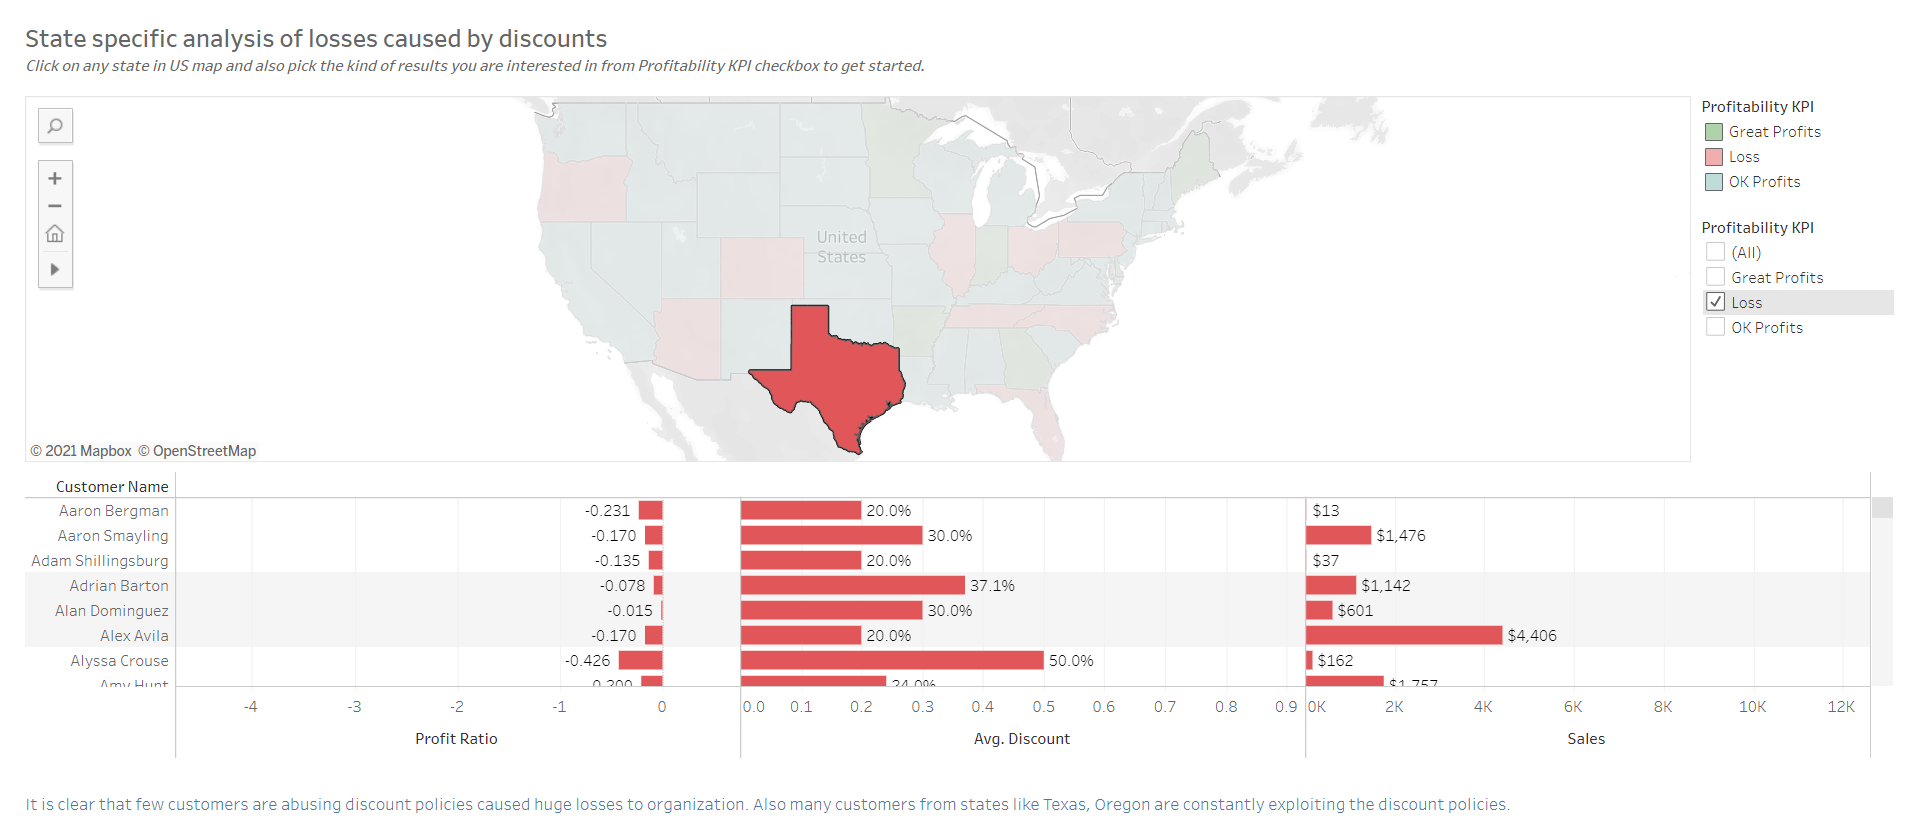 State specific analysis of losses caused by discounts
Click on any state in US map and also pick the kind of results you are interested in from Profitability KPI checkbox to get started.
United
States
© 2021 Mapbox © OpenStreetMap
Profitability KPI
Great Profits
Loss
OK Profits
Profitability KPI
(All)
Great Profits
Loss
OK Profits
Customer Name
Aaron Bergman -0.231 20.0% $13
Aaron Smayling -0.170 30.0% $1,476
Adam Shillingsburg -0.135 20.0% $37
Adrian Barton -0.078 37.1% $1,142
Alan Dominguez -0.015 30.0% $601
Alex Avila -0.170 20.0% $4,406
Alyssa Crouse -0.426 50.0% $162
Amy Hunt -0.200 24.0% $1,757
-4 -3 -2 -1 0 0.0 0.1 0.2 0.3 0.4 0.5 0.6 0.7 0.8 0.9 0K 2K 4K 6K 8K 10K 12K
Profit Ratio Avg. Discount Sales
It is clear that few customers are abusing discount policies caused huge losses to organization. Also many customers from states like Texas, Oregon are constantly exploiting the discount policies.